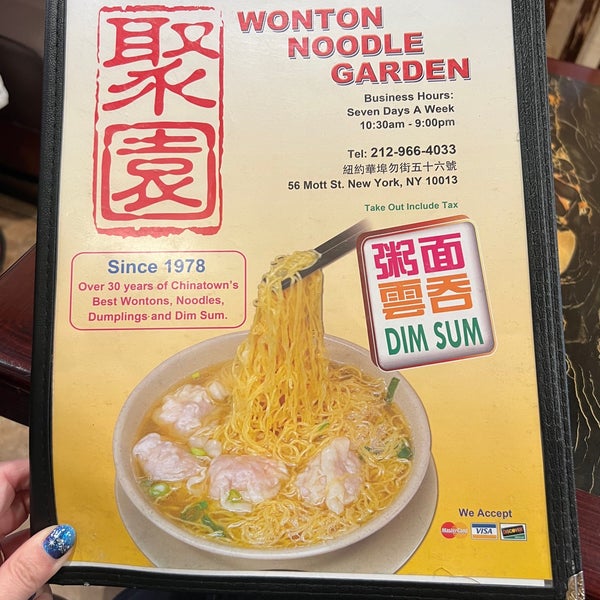 聚園
WONTON
NOODLE
GARDEN
Business Hours:
Seven Days A Week
10:30am - 9:00pm
Tel: 212-966-4033
紐約華埠勿街五十六號
56 Mott St. New York, NY 10013
Take Out Include Tax
Since 1978
Over 30 years of Chinatown's
Best Wontons, Noodles,
Dumplings and Dim Sum.
粥面
雲吞
DIM SUM
We Accept
MasterCard VISA DISCOVER